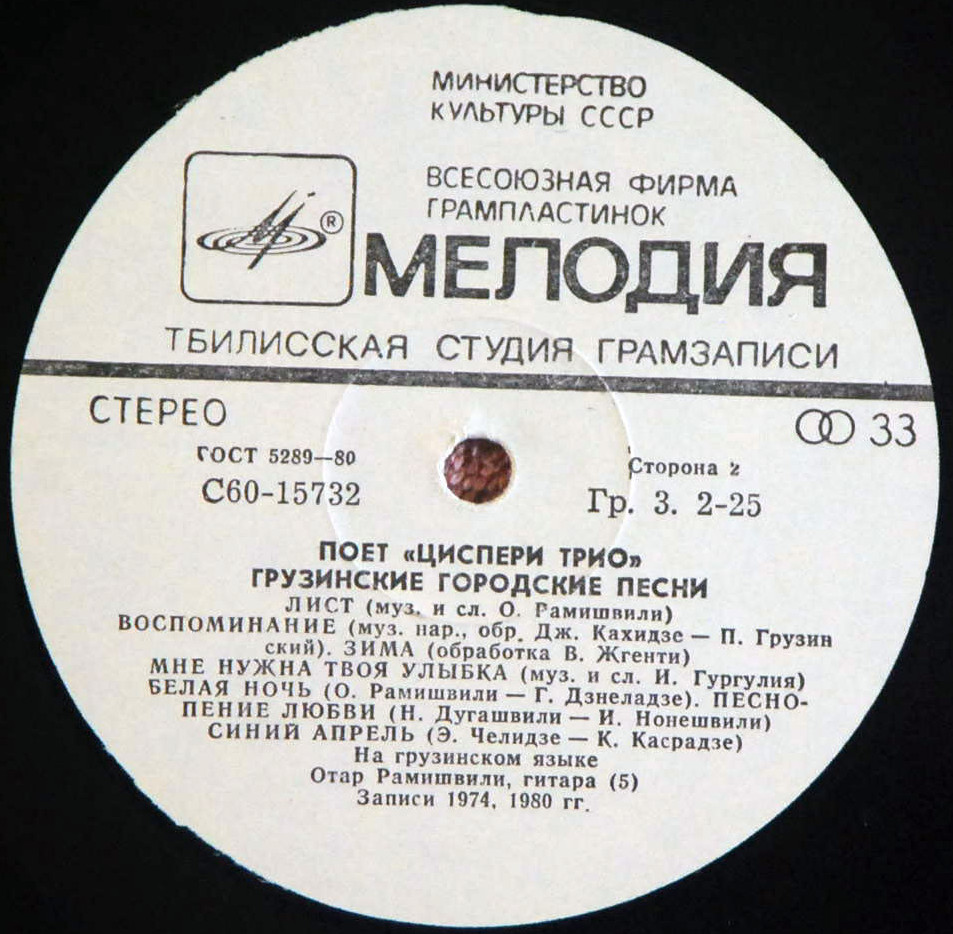 МИНИСТЕРСТВО
КУЛЬТУРЫ СССР
ВСЕСОЮЗНАЯ ФИРМА
ГРАМПЛАСТИНОК
®
МЕЛОДИЯ
ТБИЛИССКАЯ СТУДИЯ ГРАМЗАПИСИ
СТЕРЕО
33
ГОСТ 5289—80
Сторона 2
С60-15732
Гр. 3. 2-25
ПОЕТ «ЦИСПЕРИ ТРИО»
ГРУЗИНСКИЕ ГОРОДСКИЕ ПЕСНИ
ЛИСТ (муз. и сл. О. Рамишвили)
ВОСПОМИНАНИЕ (муз. нар., обр. Дж. Кахидзе — П. Грузин
ский). ЗИМА (обработка В. Жгенти)
МНЕ НУЖНА ТВОЯ УЛЫБКА (муз. и сл. И. Гургулия)
БЕЛАЯ НОЧЬ (О. Рамишвили — Г. Дзнеладзе). ПЕСНО-
ПЕНИЕ ЛЮБВИ (Н. Дугашвили — И. Нонешвили)
СИНИЙ АПРЕЛЬ (Э. Челидзе — К. Касрадзе)
На грузинском языке
Отар Рамишвили, гитара (5)
Записи 1974, 1980 гг.